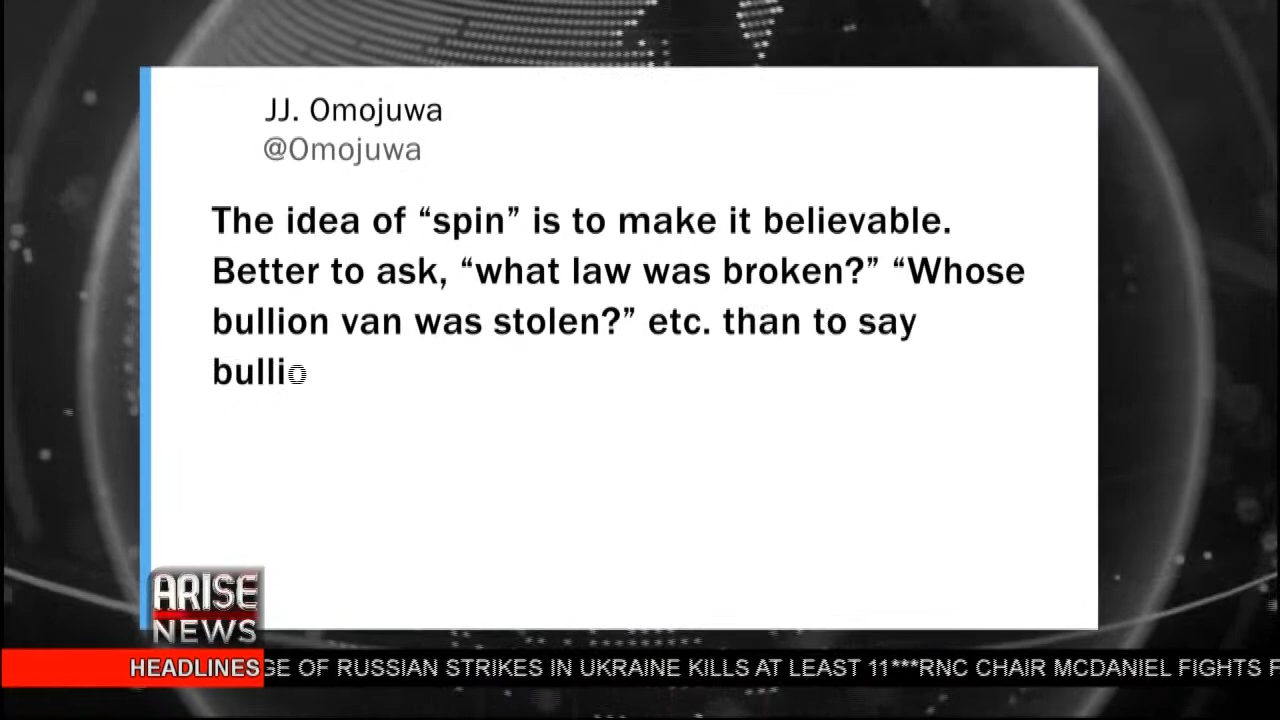 JJ. Omojuwa
@Omojuwa
The idea of “spin” is to make it believable.
Better to ask, “what law was broken?” “Whose
bullion van was stolen?” etc. than to say
bullio
ARISE
NEWS
HEADLINES GE OF RUSSIAN STRIKES IN UKRAINE KILLS AT LEAST 11***RNC CHAIR MCDANIEL FIGHTS F